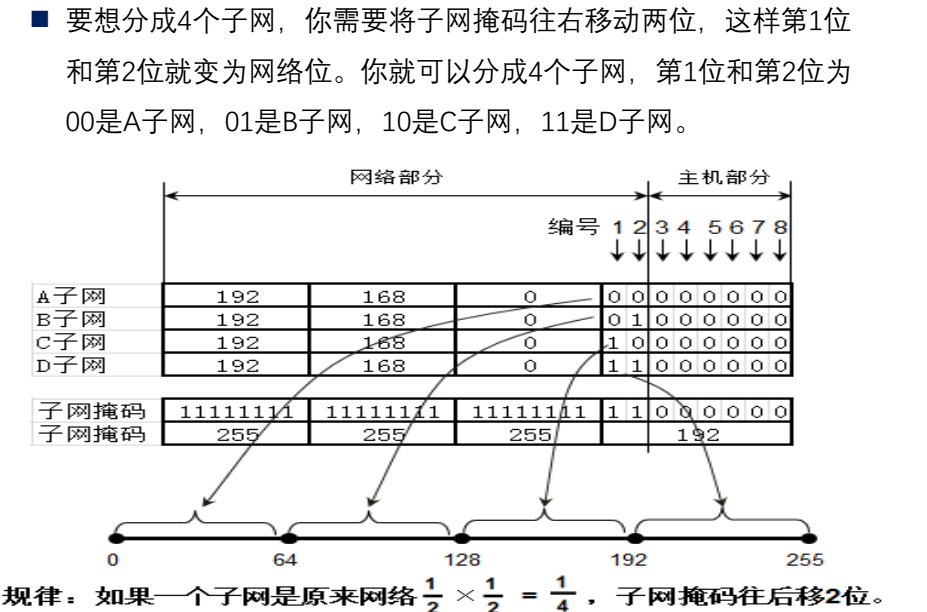 要想分成4个子网，你需要将子网掩码往右移动两位，这样第1位
和第2位就变为网络位。你就可以分成4个子网，第1位和第2位为
00是A子网，01是B子网，10是C子网，11是D子网。
网络部分 主机部分
编号 1 2 3 4 5 6 7 8
A子网 192 168 0 0 0 0 0 0 0 0 0
B子网 192 168 0 0 1 0 0 0 0 0 0
C子网 192 168 0 1 0 0 0 0 0 0 0
D子网 192 168 0 1 1 0 0 0 0 0 0
子网掩码 11111111 11111111 11111111 1 1 0 0 0 0 0 0
子网掩码 255 255 255 192
0 64 128 192 255
规律：如果一个子网是原来网络 1/2 × 1/2 = 1/4 ，子网掩码往后移2位。